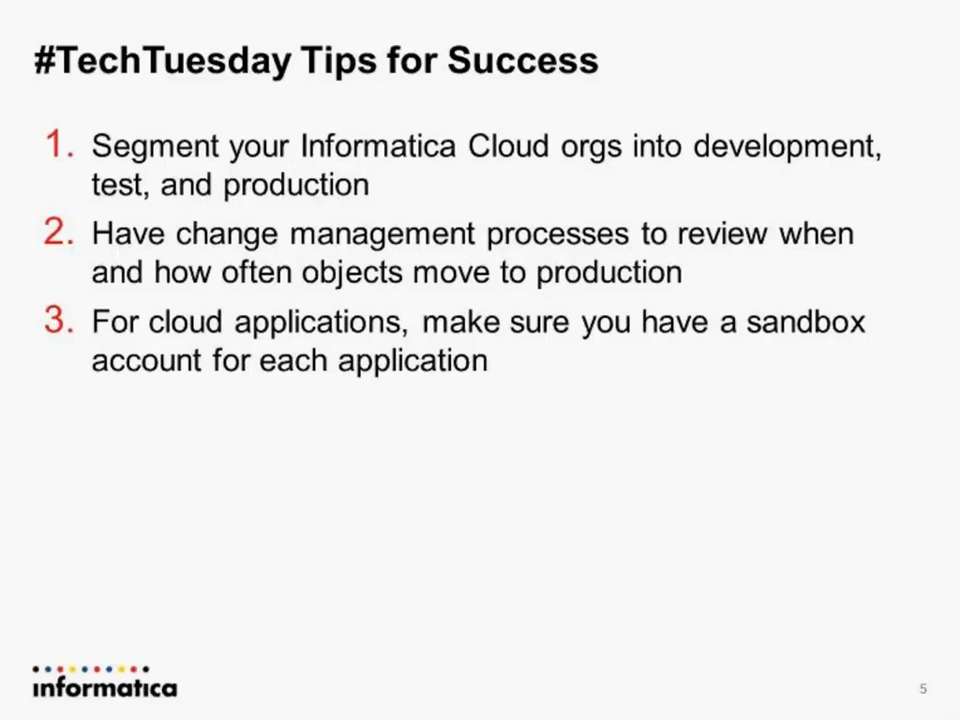 #TechTuesday Tips for Success
1. Segment your Informatica Cloud orgs into development,
test, and production
2. Have change management processes to review when
and how often objects move to production
3. For cloud applications, make sure you have a sandbox
account for each application
informatica
5